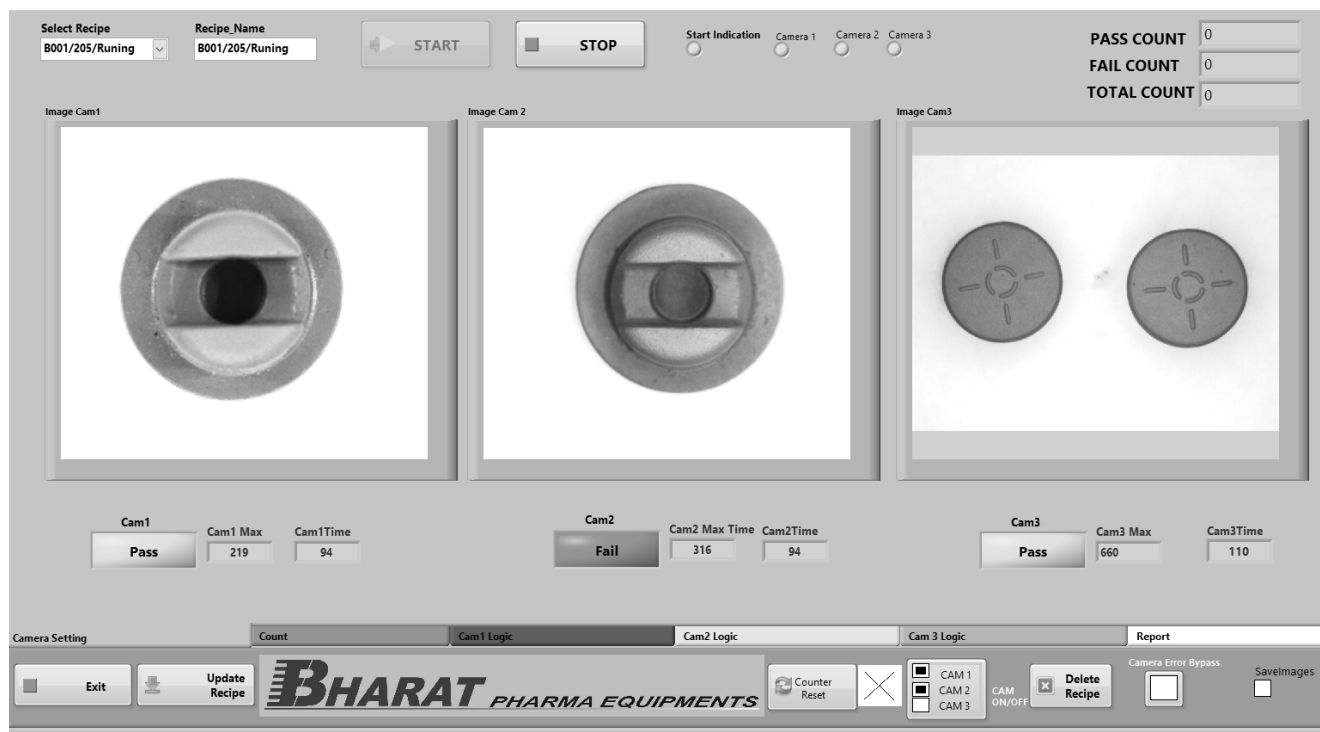 Select Recipe
B001/205/Runing
Recipe_Name
B001/205/Runing
START
STOP
Start Indication
Camera 1
Camera 2
Camera 3
PASS COUNT 0
FAIL COUNT 0
TOTAL COUNT 0
Image Cam1
Image Cam 2
Image Cam3
Cam1
Pass
Cam1 Max
219
Cam1Time
94
Cam2
Fail
Cam2 Max Time
316
Cam2Time
94
Cam3
Pass
Cam3 Max
660
Cam3Time
110
Camera Setting
Count
Cam1 Logic
Cam2 Logic
Cam 3 Logic
Report
Exit
Update
Recipe
BHARAT PHARMA EQUIPMENTS
Counter
Reset
CAM 1
CAM 2
CAM 3
CAM
ON/OFF
Delete
Recipe
Camera Error Bypass
SaveImages